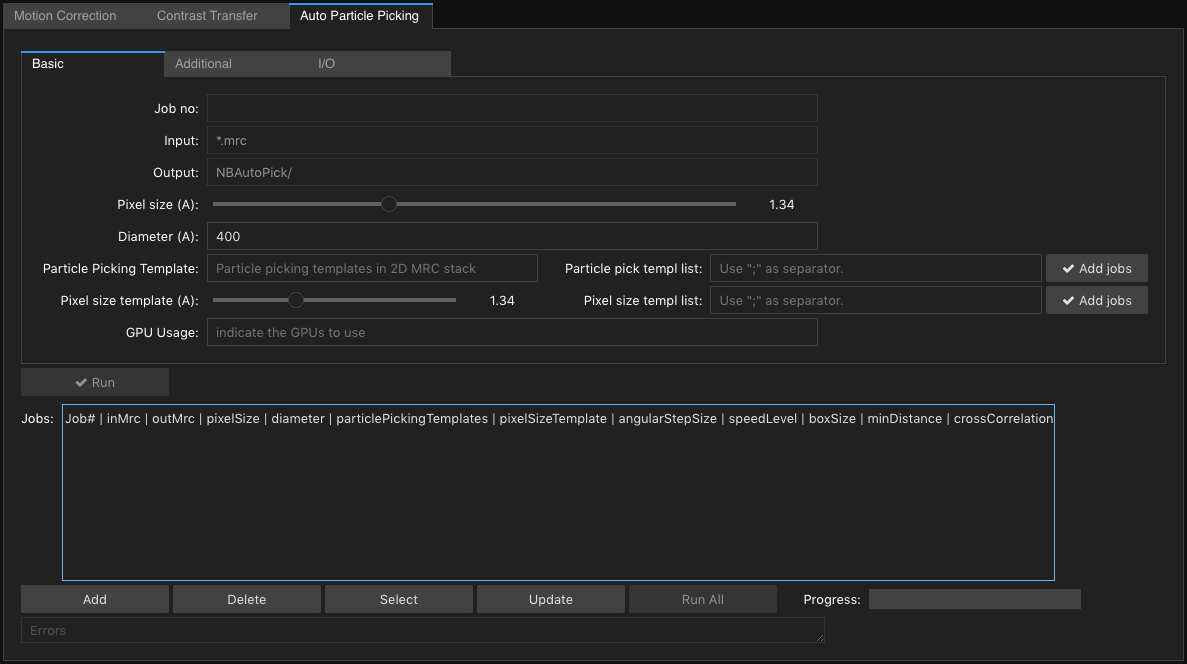 Motion Correction Contrast Transfer Auto Particle Picking
Basic Additional I/O
Job no:
Input: *.mrc
Output: NBAutoPick/
Pixel size (A): 1.34
Diameter (A): 400
Particle Picking Template: Particle picking templates in 2D MRC stack Particle pick templ list: Use ";" as separator. Add jobs
Pixel size template (A): 1.34 Pixel size templ list: Use ";" as separator. Add jobs
GPU Usage: indicate the GPUs to use
Run
Jobs: Job# | inMrc | outMrc | pixelSize | diameter | particlePickingTemplates | pixelSizeTemplate | angularStepSize | speedLevel | boxSize | minDistance | crossCorrelation
Add Delete Select Update Run All Progress:
Errors